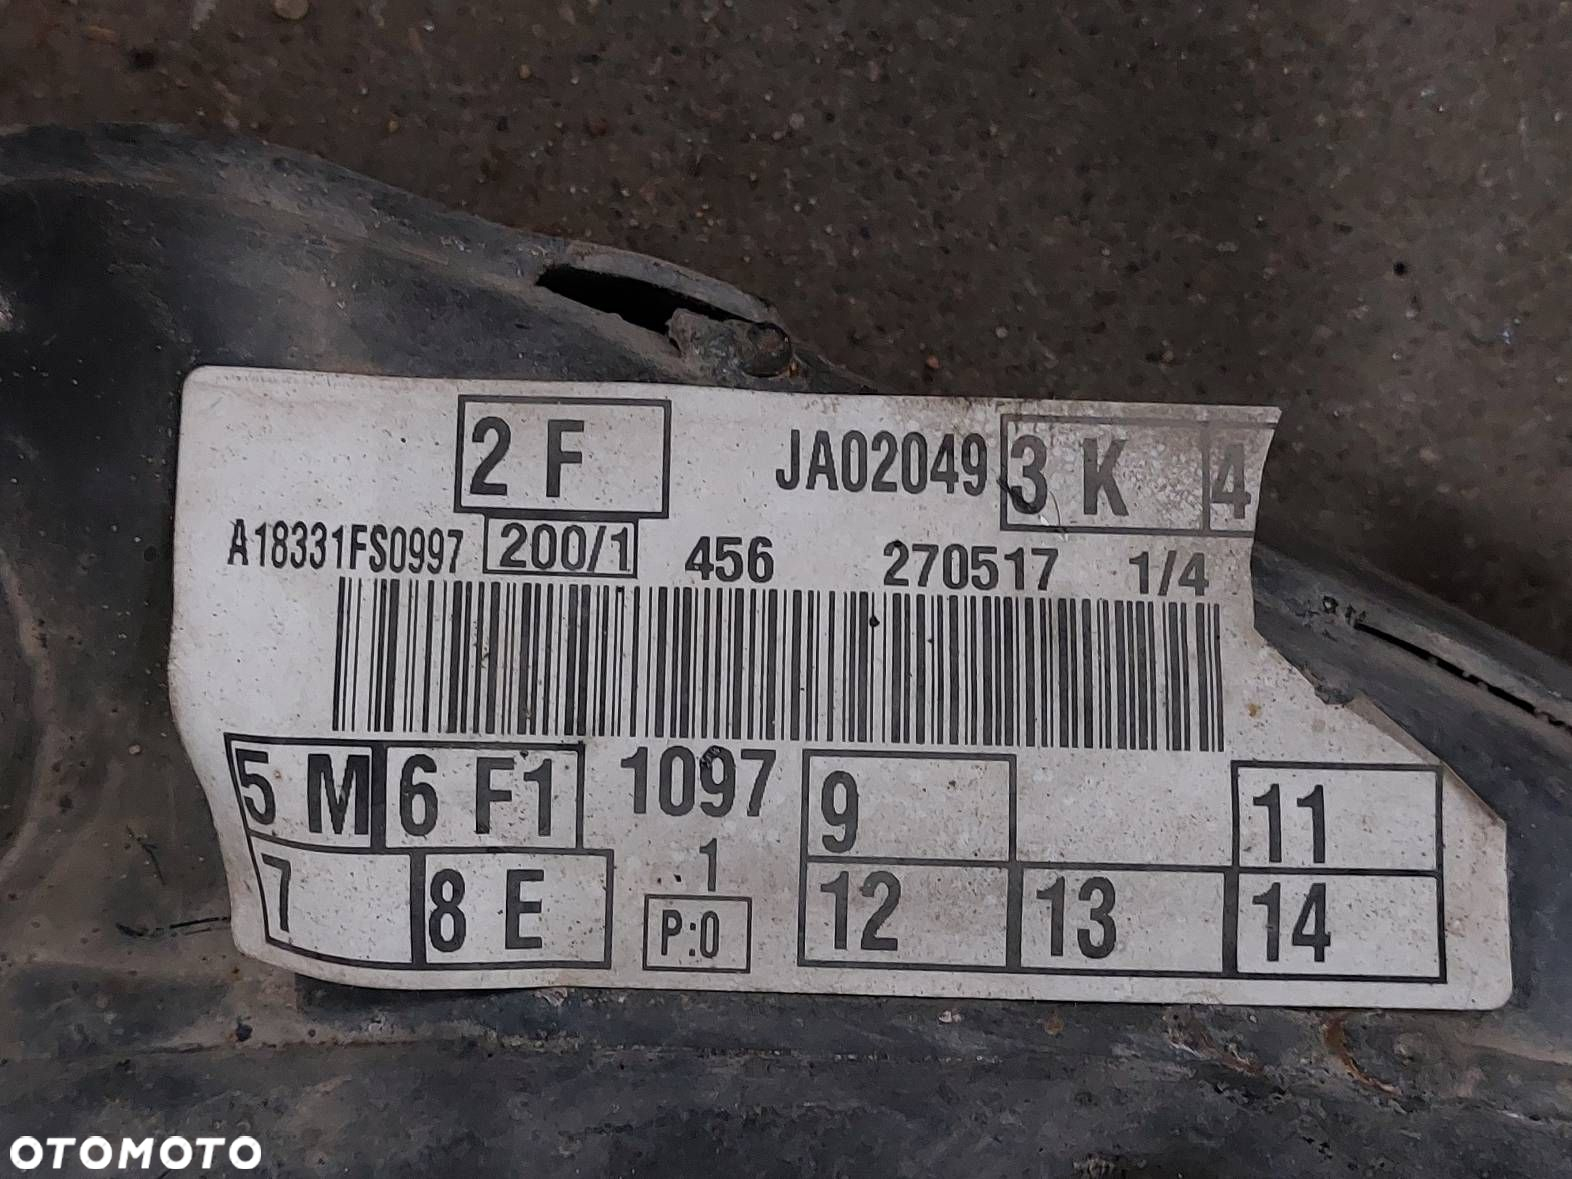 2 F JA02049 3 K 4
A18331FS0997 200/1 456 270517 1/4
5 M 6 F1 1097 9 11
7 8 E 1 12 13 14
P:0
OTOMOTO